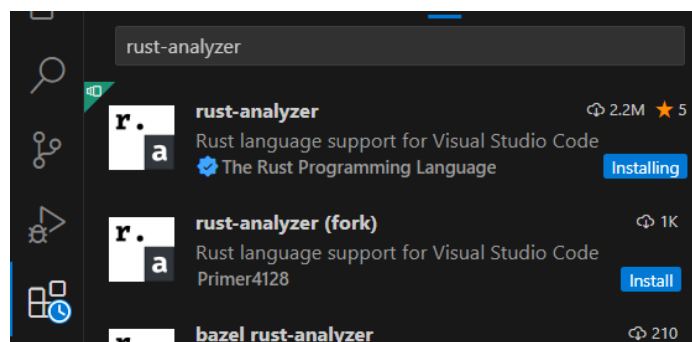 rust-analyzer
r.
a
rust-analyzer
2.2M
5
Rust language support for Visual Studio Code
The Rust Programming Language
Installing
r.
a
rust-analyzer (fork)
1K
Rust language support for Visual Studio Code
Primer4128
Install
bazel rust-analyzer
210